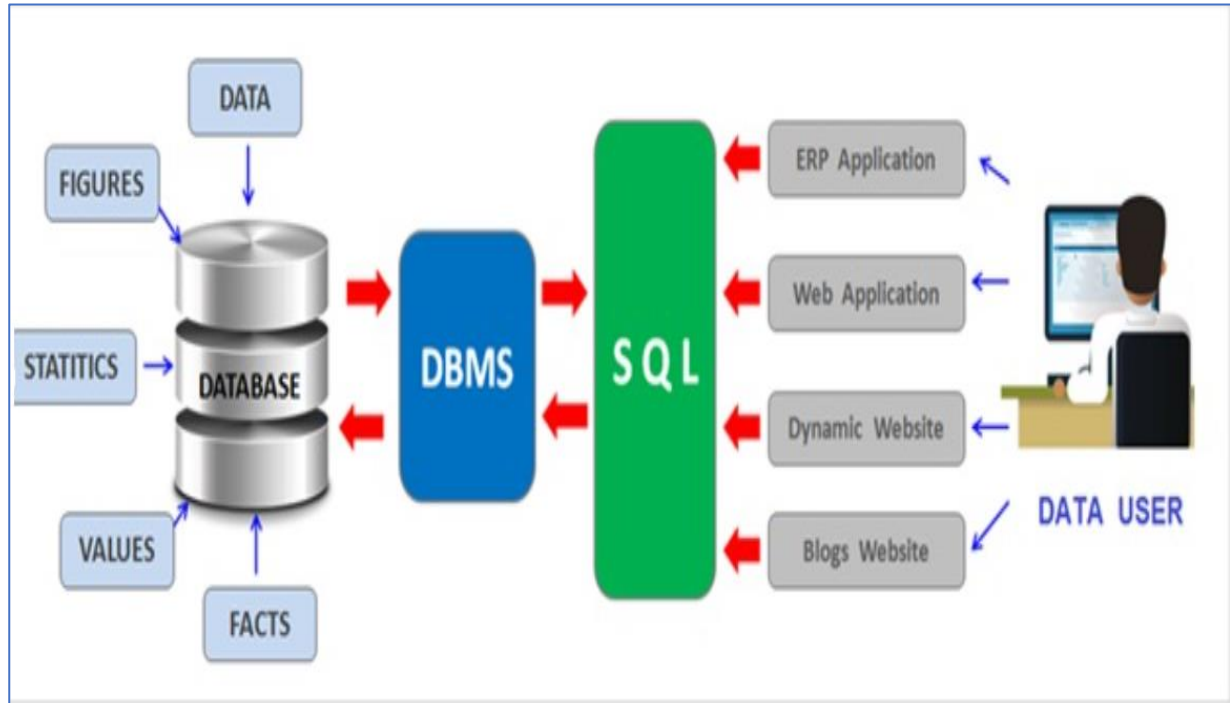 DATA
FIGURES
STATITICS
DATABASE
VALUES
FACTS
DBMS
SQL
ERP Application
Web Application
Dynamic Website
Blogs Website
DATA USER